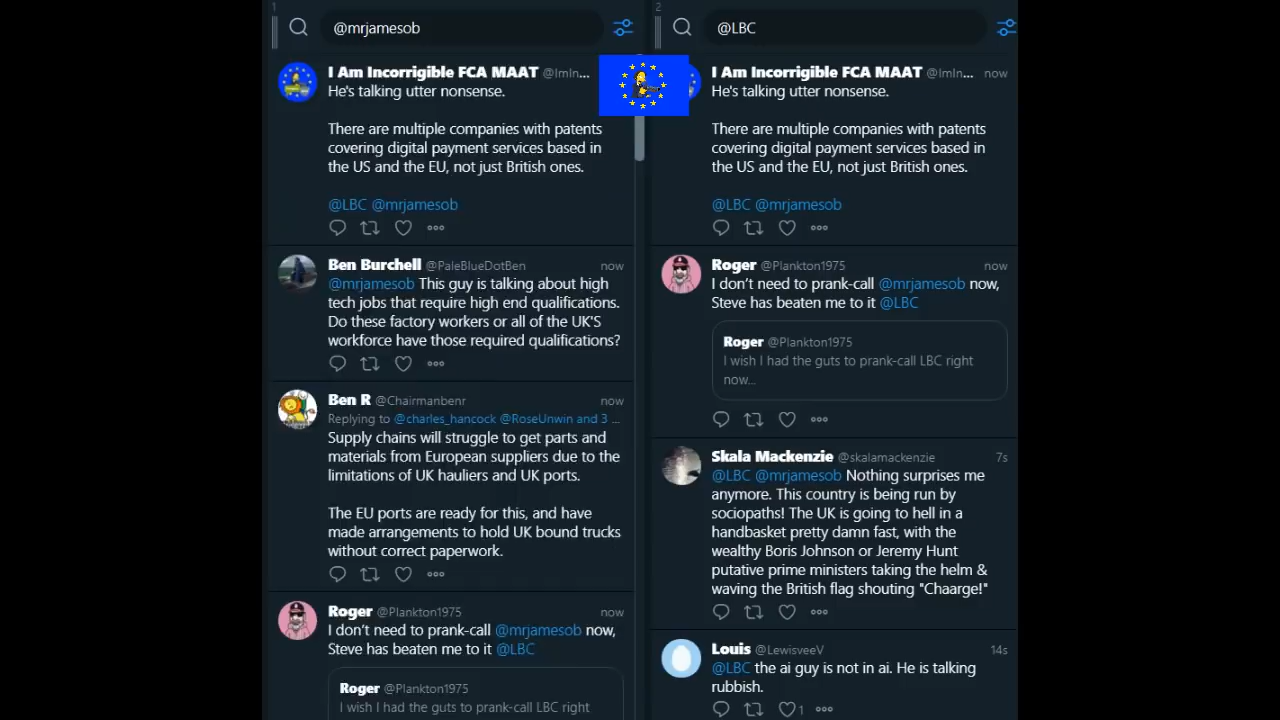 1
@mrjamesob
I Am Incorrigible FCA MAAT @ImIn...
He's talking utter nonsense.
There are multiple companies with patents
covering digital payment services based in
the US and the EU, not just British ones.
@LBC @mrjamesob
Ben Burchell @PaleBlueDotBen now
@mrjamesob This guy is talking about high
tech jobs that require high end qualifications.
Do these factory workers or all of the UK'S
workforce have those required qualifications?
Ben R @Chairmanbenr now
Replying to @charles_hancock @RoseUnwin and 3 ...
Supply chains will struggle to get parts and
materials from European suppliers due to the
limitations of UK hauliers and UK ports.
The EU ports are ready for this, and have
made arrangements to hold UK bound trucks
without correct paperwork.
Roger @Plankton1975 now
I don't need to prank-call @mrjamesob now,
Steve has beaten me to it @LBC
Roger @Plankton1975
I wish I had the guts to prank-call LBC right
2
@LBC
I Am Incorrigible FCA MAAT @ImIn... now
He's talking utter nonsense.
There are multiple companies with patents
covering digital payment services based in
the US and the EU, not just British ones.
@LBC @mrjamesob
Roger @Plankton1975 now
I don't need to prank-call @mrjamesob now,
Steve has beaten me to it @LBC
Roger @Plankton1975
I wish I had the guts to prank-call LBC right
now...
Skala Mackenzie @skalamackenzie 7s
@LBC @mrjamesob Nothing surprises me
anymore. This country is being run by
sociopaths! The UK is going to hell in a
handbasket pretty damn fast, with the
wealthy Boris Johnson or Jeremy Hunt
putative prime ministers taking the helm &
waving the British flag shouting "Chaarge!"
Louis @LewisveeV 14s
@LBC the ai guy is not in ai. He is talking
rubbish.
1